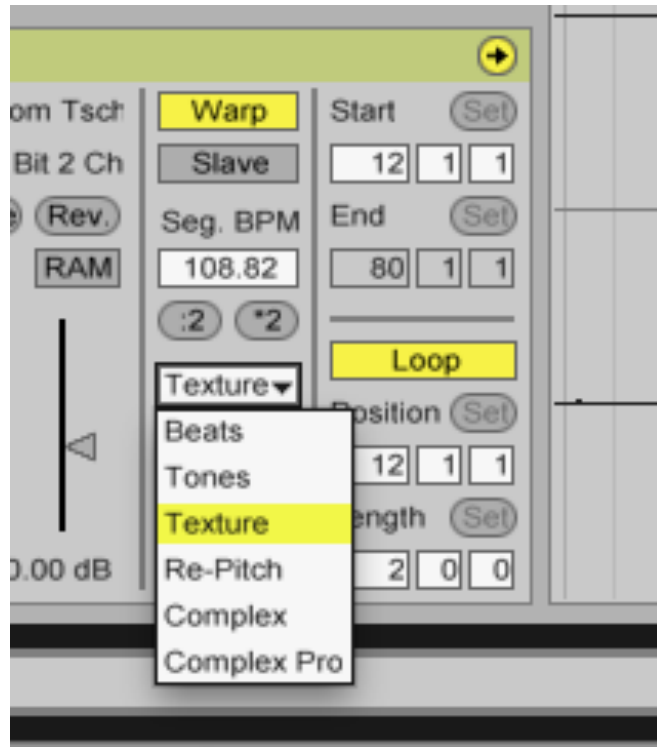 om Tsch
Bit 2 Ch
Rev.
RAM
0.00 dB
Warp
Slave
Seg. BPM
108.82
:2 *2
Texture
Beats
Tones
Texture
Re-Pitch
Complex
Complex Pro
Start Set
12 1 1
End Set
80 1 1
Loop
Position Set
12 1 1
ength Set
2 0 0